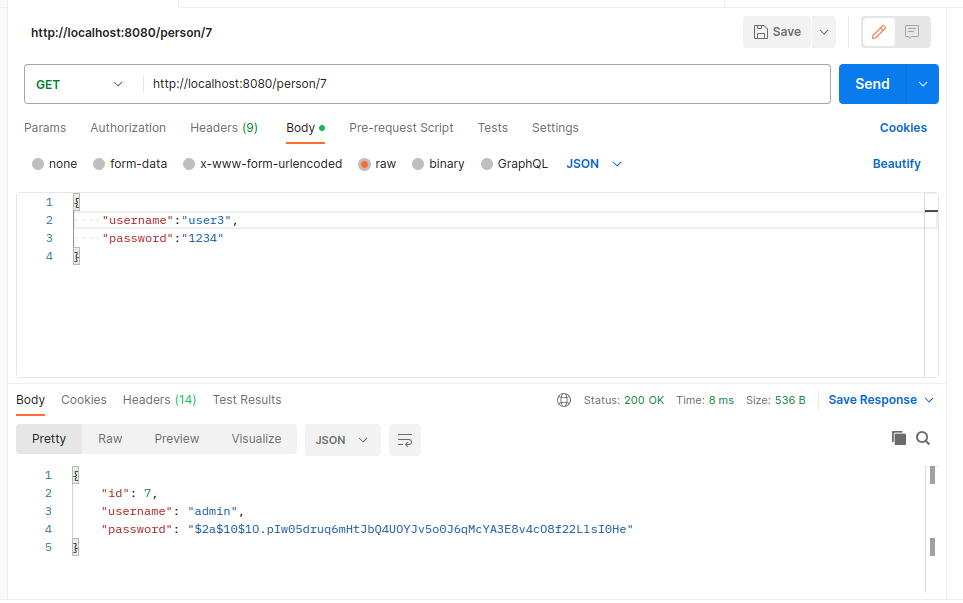 http://localhost:8080/person/7
Save
GET http://localhost:8080/person/7 Send
Params Authorization Headers (9) Body Pre-request Script Tests Settings Cookies
none form-data x-www-form-urlencoded raw binary GraphQL JSON Beautify
1 {
2 "username":"user3",
3 "password":"1234"
4 }
Body Cookies Headers (14) Test Results Status: 200 OK Time: 8 ms Size: 536 B Save Response
Pretty Raw Preview Visualize JSON
1 {
2 "id": 7,
3 "username": "admin",
4 "password": "$2a$10$1O.pIw05druq6mHtJbQ4UOYJv5o0J6qMcYA3E8v4cO8f22LlsI0He"
5 }